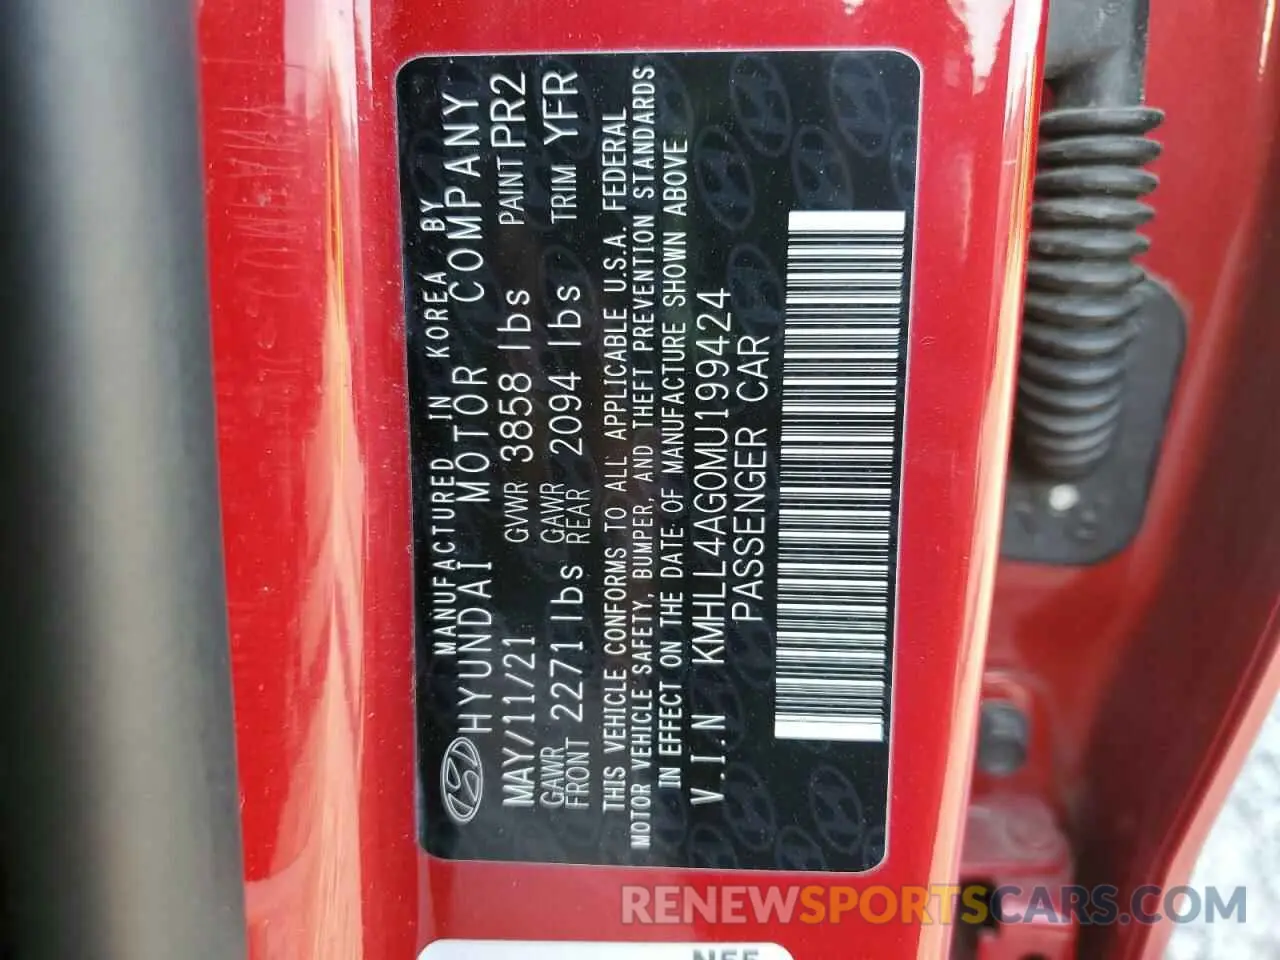 MANUFACTURED IN KOREA BY
HYUNDAI MOTOR COMPANY
MAY/11/21 GVWR 3858 lbs PAINT PR2
GAWR FRONT 2271 lbs GAWR REAR 2094 lbs TRIM YFR
THIS VEHICLE CONFORMS TO ALL APPLICABLE U.S.A. FEDERAL
MOTOR VEHICLE SAFETY, BUMPER, AND THEFT PREVENTION STANDARDS
IN EFFECT ON THE DATE OF MANUFACTURE SHOWN ABOVE
V.I.N KMHLL4AG0MU199424
PASSENGER CAR
RENEWSPORTSCARS.COM